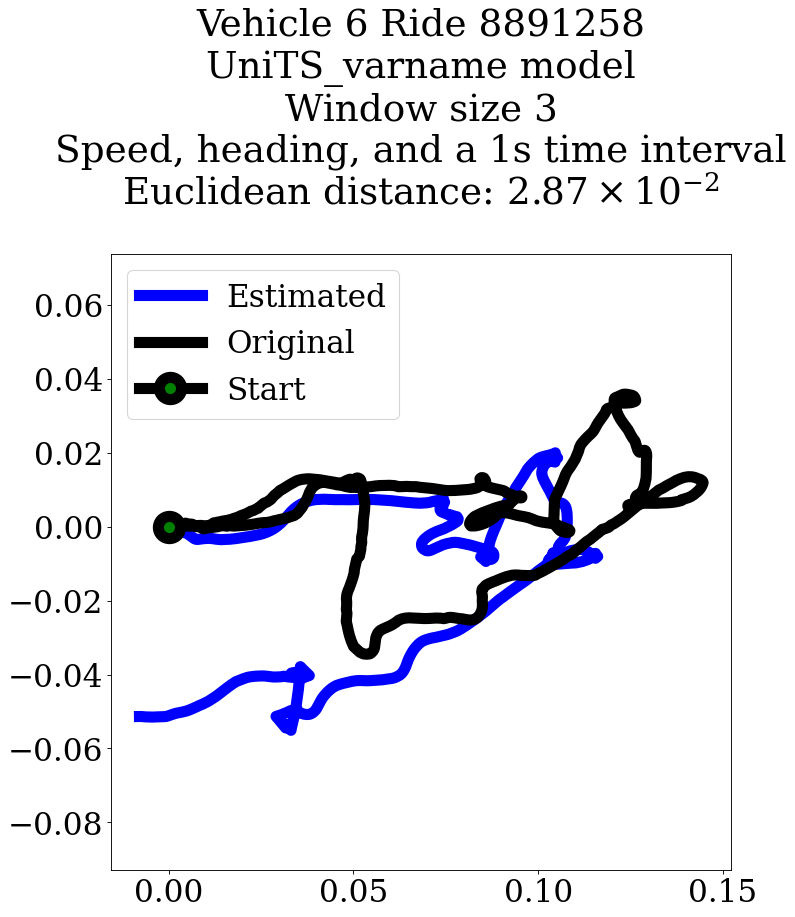 Vehicle 6 Ride 8891258
UniTS_varname model
Window size 3
Speed, heading, and a 1s time interval
Euclidean distance: 2.87 × 10⁻²
Estimated
Original
Start
0.06
0.04
0.02
0.00
−0.02
−0.04
−0.06
−0.08
0.00 0.05 0.10 0.15